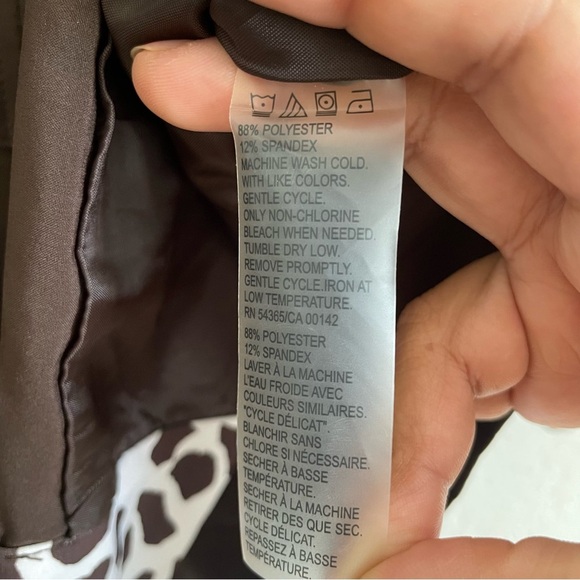 88% POLYESTER
12% SPANDEX
MACHINE WASH COLD.
WITH LIKE COLORS.
GENTLE CYCLE.
ONLY NON-CHLORINE
BLEACH WHEN NEEDED.
TUMBLE DRY LOW.
REMOVE PROMPTLY.
GENTLE CYCLE.IRON AT
LOW TEMPERATURE.
RN 54365/CA 00142
88% POLYESTER
12% SPANDEX
LAVER À LA MACHINE
L'EAU FROIDE AVEC
COULEURS SIMILAIRES.
"CYCLE DÉLICAT".
BLANCHIR SANS
CHLORE SI NÉCESSAIRE.
SECHER À BASSE
TEMPÉRATURE.
SECHER À LA MACHINE
RETIRER DES QUE SEC.
CYCLE DÉLICAT.
REPASSEZ À BASSE
TEMPÉRATURE.